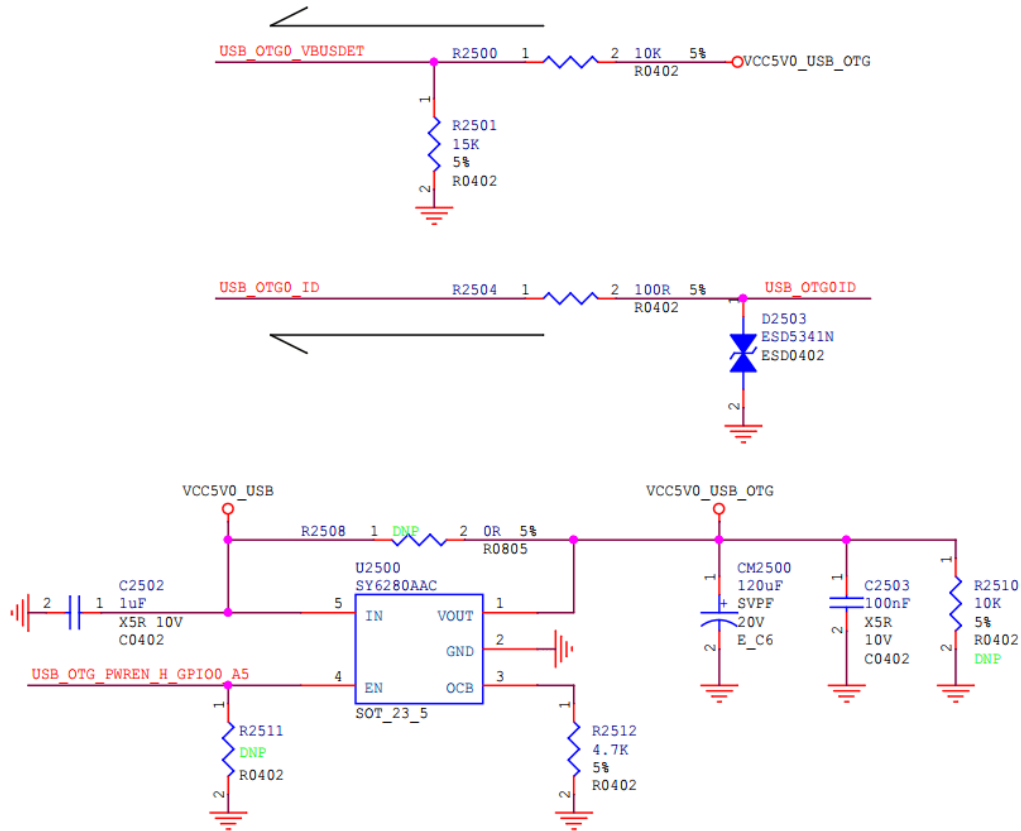 USB_OTG0_VBUSDET
R2500 1 2 10K 5%
R0402
VCC5V0_USB_OTG
1
R2501
15K
5%
R0402
2
USB_OTG0_ID
R2504 1 2 100R 5%
R0402
USB_OTG0ID
1
D2503
ESD5341N
ESD0402
2
VCC5V0_USB
VCC5V0_USB_OTG
R2508 1 DNP 2 0R 5%
R0805
U2500
SY6280AAC
C2502
2 1 1uF
X5R 10V
C0402
5 IN VOUT 1
GND 2
4 EN OCB 3
SOT_23_5
USB_OTG_PWREN_H_GPIO0_A5
1
R2511
DNP
R0402
2
1
R2512
4.7K
5%
R0402
2
1
CM2500
120uF
+ SVPF
20V
E_C6
2
1
C2503
100nF
X5R
10V
C0402
2
1
R2510
10K
5%
R0402
DNP
2